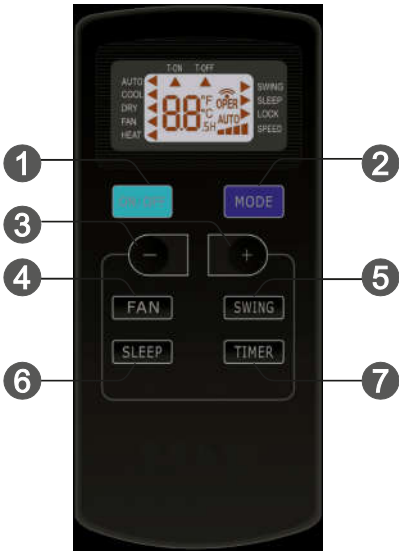 T-ON T-OFF
AUTO
COOL
DRY
FAN
HEAT
88 °F
°C
.5H
OPER
AUTO
SWING
SLEEP
LOCK
SPEED
1
2
ON/OFF
MODE
3
− +
4
5
FAN
SWING
6
7
SLEEP
TIMER